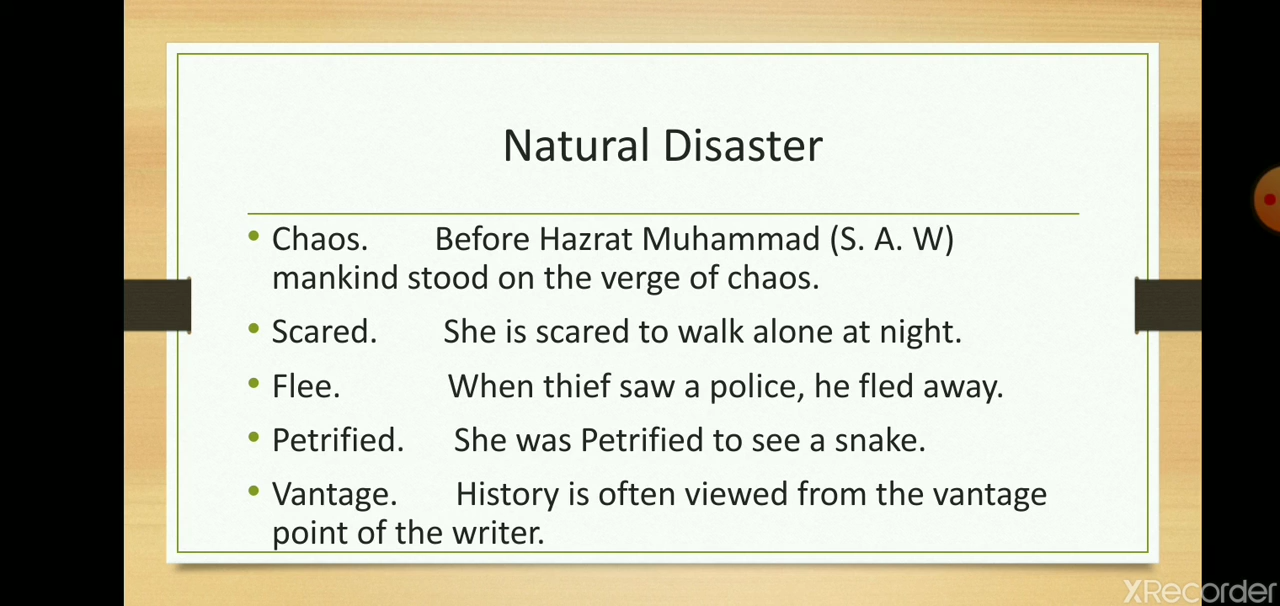 Natural Disaster
• Chaos. Before Hazrat Muhammad (S. A. W)
mankind stood on the verge of chaos.
• Scared. She is scared to walk alone at night.
• Flee. When thief saw a police, he fled away.
• Petrified. She was Petrified to see a snake.
• Vantage. History is often viewed from the vantage
point of the writer.
XRecorder